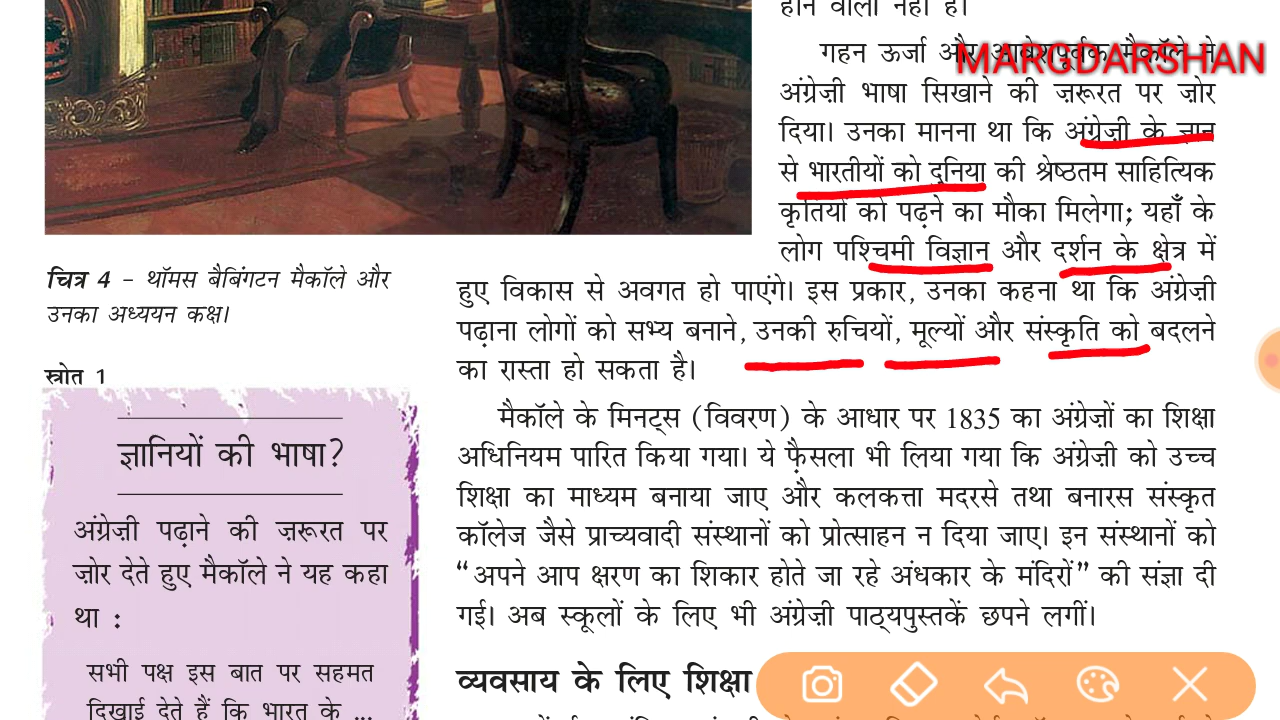 होने वाला नहीं है।
गहन ऊर्जा और आवेशपूर्वक मैकॉले ने
MARGDARSHAN
अंग्रेज़ी भाषा सिखाने की ज़रूरत पर ज़ोर
दिया। उनका मानना था कि अंग्रेज़ी के ज्ञान
से भारतीयों को दुनिया की श्रेष्ठतम साहित्यिक
कृतियों को पढ़ने का मौका मिलेगा; यहाँ के
लोग पश्चिमी विज्ञान और दर्शन के क्षेत्र में
हुए विकास से अवगत हो पाएंगे। इस प्रकार, उनका कहना था कि अंग्रेज़ी
पढ़ाना लोगों को सभ्य बनाने, उनकी रुचियों, मूल्यों और संस्कृति को बदलने
का रास्ता हो सकता है।
मैकॉले के मिनट्स (विवरण) के आधार पर 1835 का अंग्रेज़ों का शिक्षा
अधिनियम पारित किया गया। ये फ़ैसला भी लिया गया कि अंग्रेज़ी को उच्च
शिक्षा का माध्यम बनाया जाए और कलकत्ता मदरसे तथा बनारस संस्कृत
कॉलेज जैसे प्राच्यवादी संस्थानों को प्रोत्साहन न दिया जाए। इन संस्थानों को
“अपने आप क्षरण का शिकार होते जा रहे अंधकार के मंदिरों” की संज्ञा दी
गई। अब स्कूलों के लिए भी अंग्रेज़ी पाठ्यपुस्तकें छपने लगीं।
व्यवसाय के लिए शिक्षा
चित्र 4 – थॉमस बैबिंगटन मैकॉले और
उनका अध्ययन कक्ष।
स्त्रोत 1
ज्ञानियों की भाषा?
अंग्रेज़ी पढ़ाने की ज़रूरत पर
ज़ोर देते हुए मैकॉले ने यह कहा
था :
सभी पक्ष इस बात पर सहमत
दिखाई देते हैं कि भारत के ...